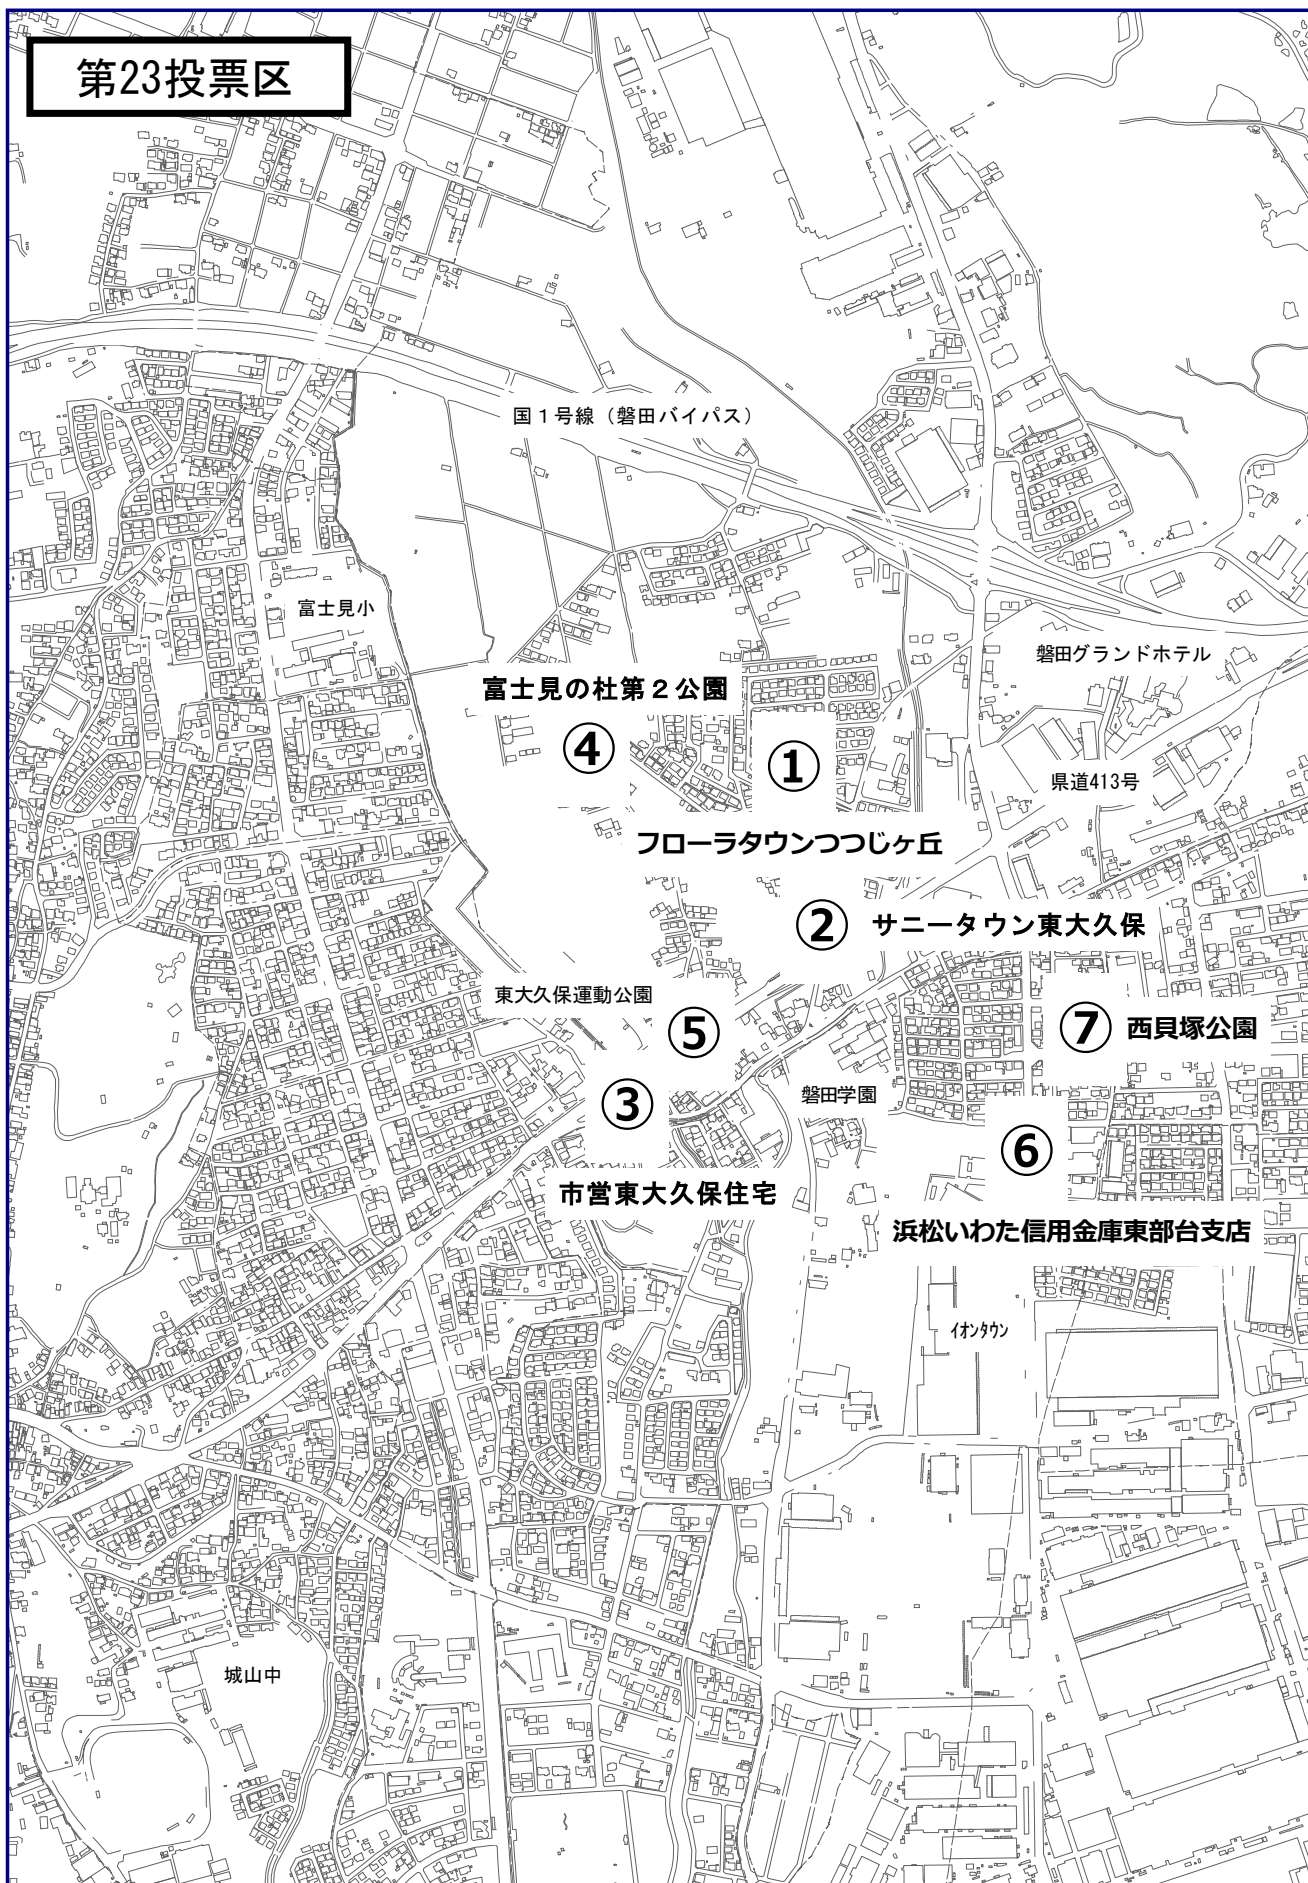 第23投票区
国１号線（磐田バイパス）
富士見小
磐田グランドホテル
富士見の杜第２公園
④
①
県道413号
フローラタウンつつじヶ丘
②
サニータウン東大久保
東大久保運動公園
⑤
⑦
西貝塚公園
③
磐田学園
⑥
市営東大久保住宅
浜松いわた信用金庫東部台支店
イオンタウン
城山中